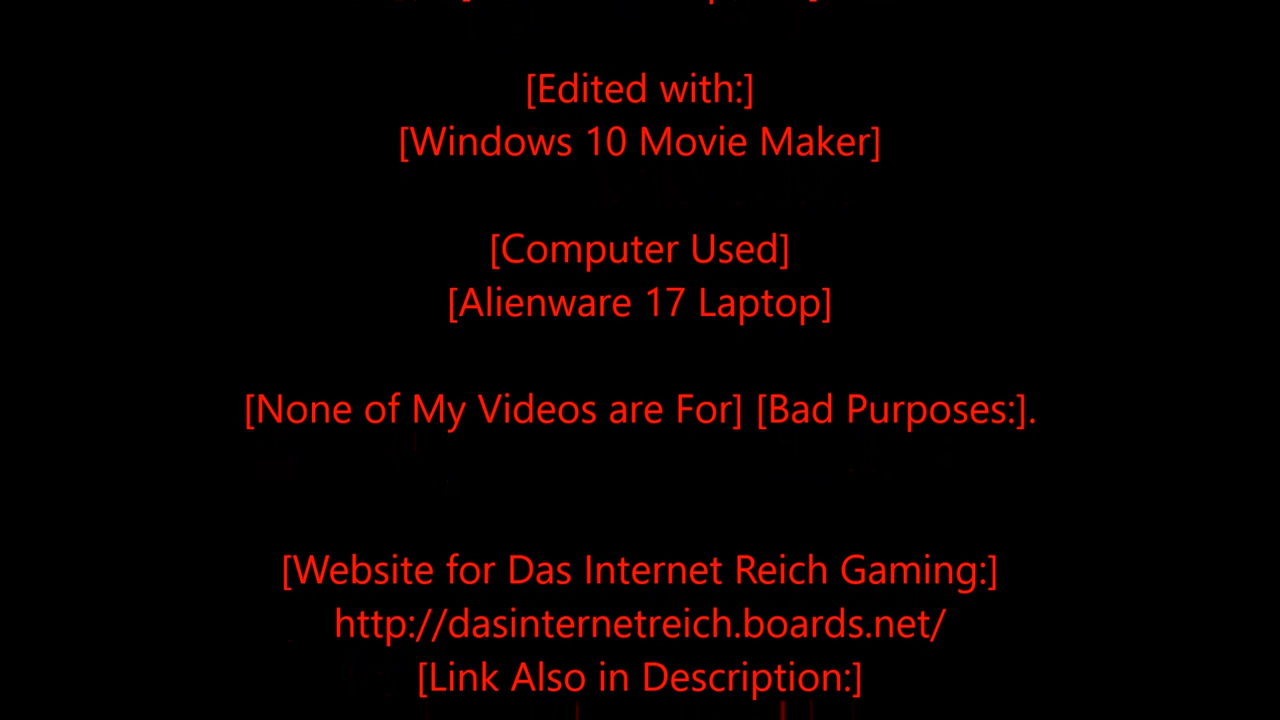 [Edited with:]
[Windows 10 Movie Maker]
[Computer Used]
[Alienware 17 Laptop]
[None of My Videos are For] [Bad Purposes:].
[Website for Das Internet Reich Gaming:]
http://dasinternetreich.boards.net/
[Link Also in Description:]